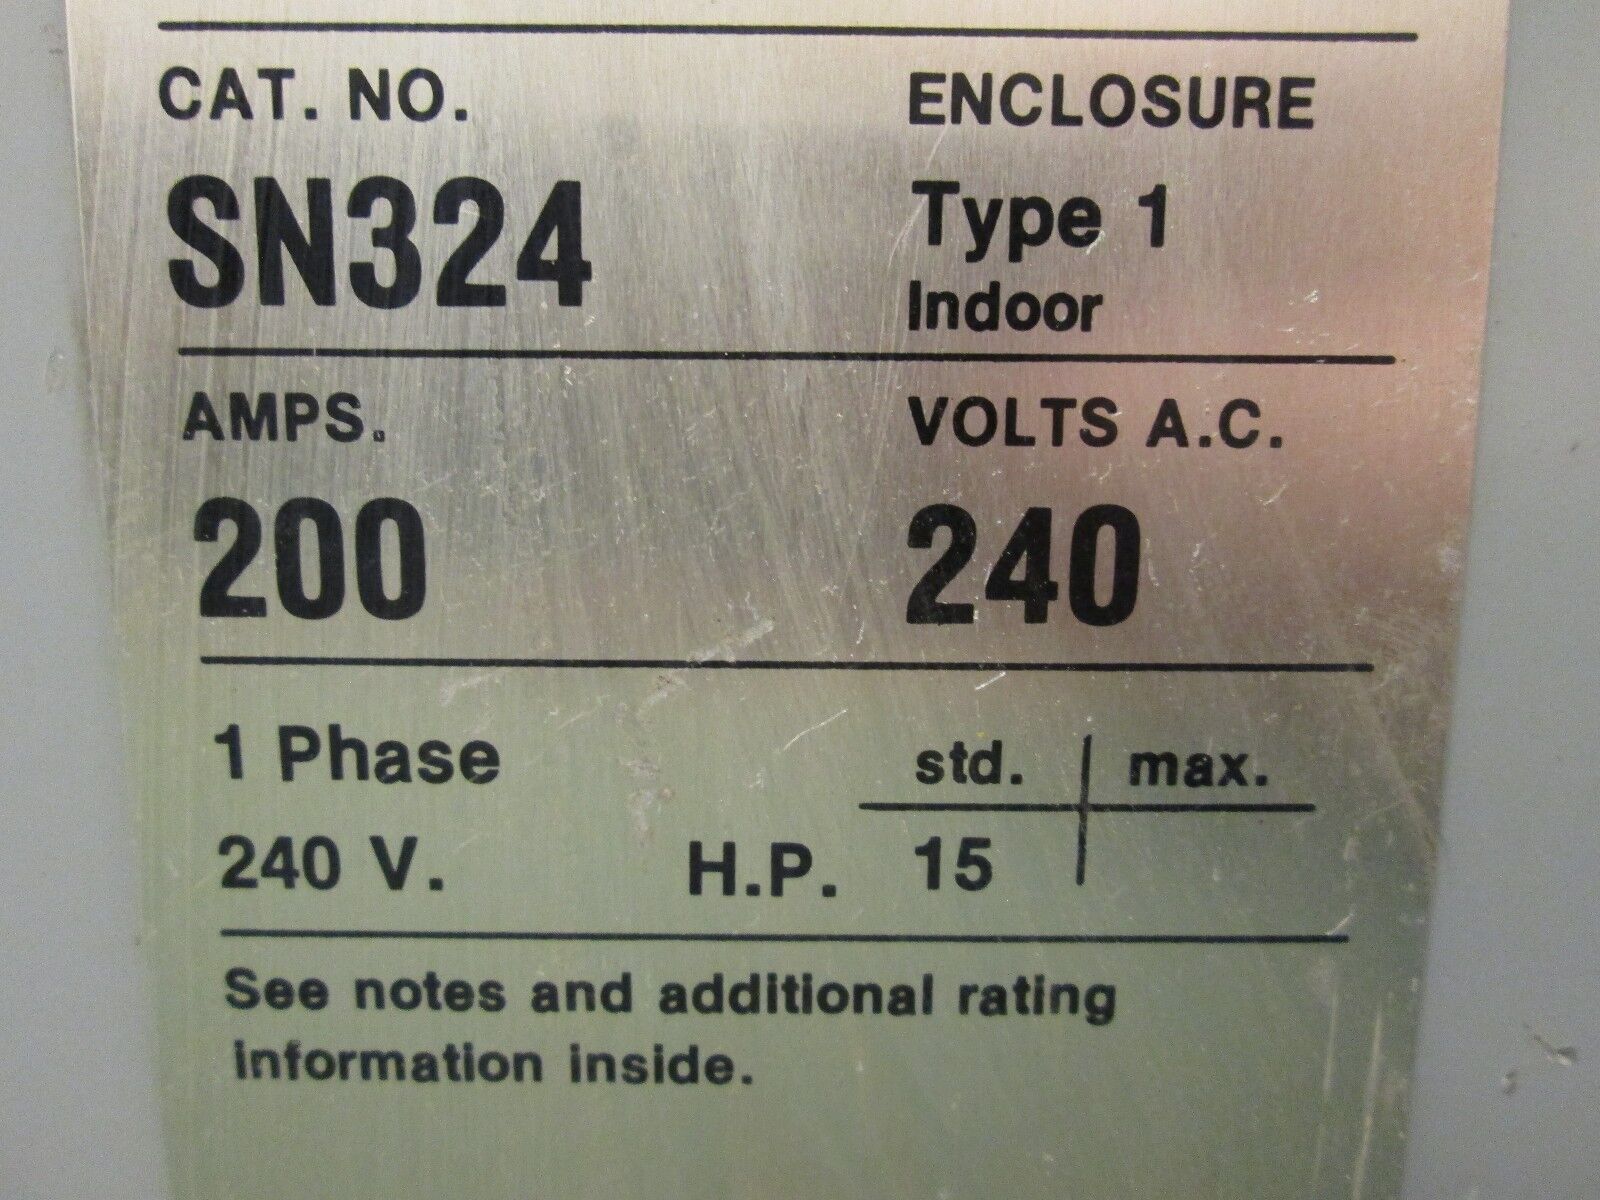 CAT. NO. ENCLOSURE
SN324 Type 1
Indoor
AMPS. VOLTS A.C.
200 240
1 Phase std. max.
240 V. H.P. 15
See notes and additional rating
information inside.